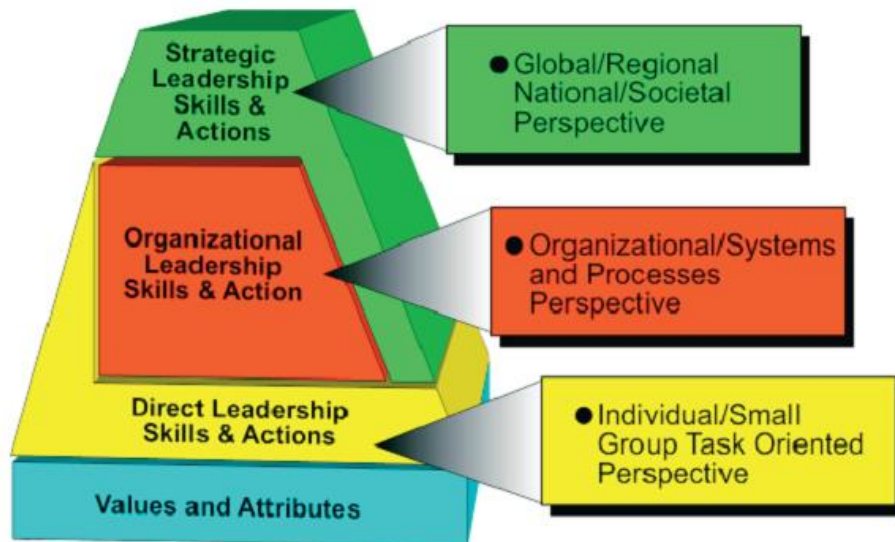 Strategic
Leadership
Skills &
Actions
● Global/Regional
National/Societal
Perspective
Organizational
Leadership
Skills & Action
● Organizational/Systems
and Processes
Perspective
Direct Leadership
Skills & Actions
● Individual/Small
Group Task Oriented
Perspective
Values and Attributes